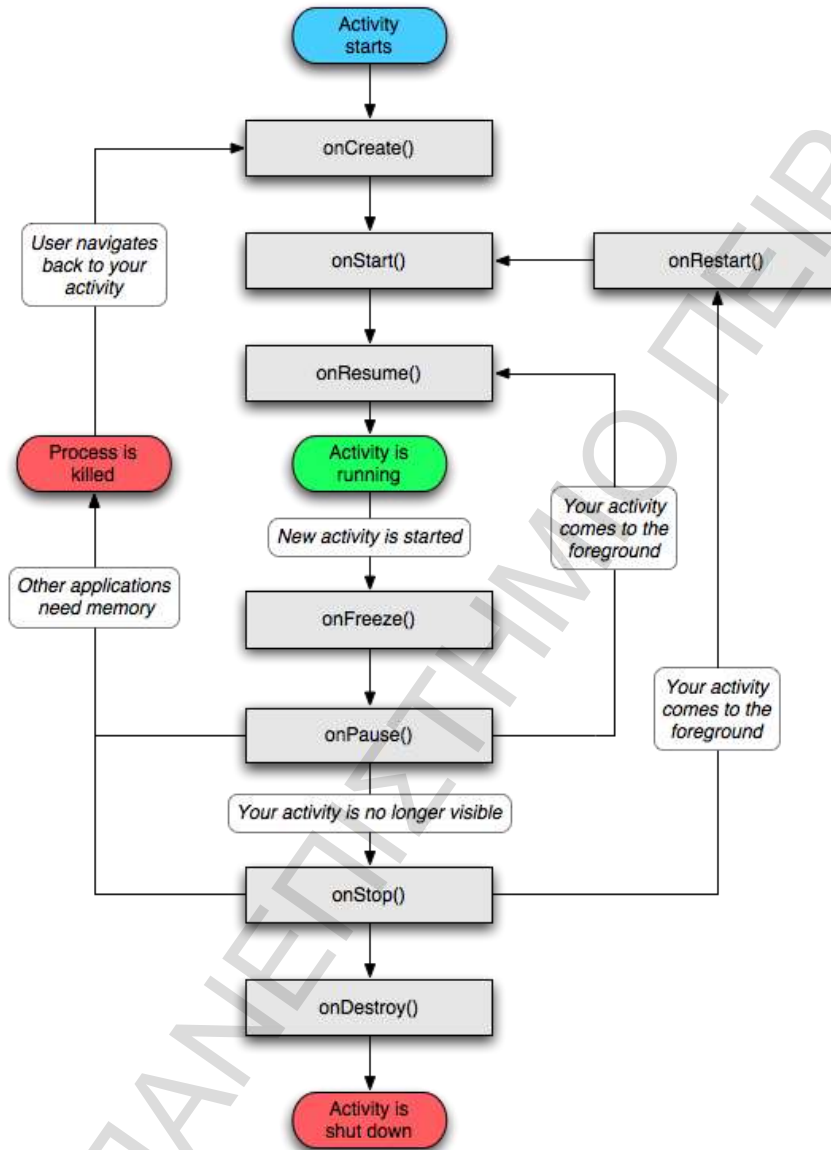 Activity
starts
onCreate()
User navigates
back to your
activity
onStart()
onRestart()
onResume()
Process is
killed
Activity is
running
Your activity
comes to the
foreground
New activity is started
Other applications
need memory
onFreeze()
Your activity
comes to the
foreground
onPause()
Your activity is no longer visible
onStop()
onDestroy()
Activity is
shut down
ΠΑΝΕΠΙΣΤΗΜΙΟ ΠΕΙΡ